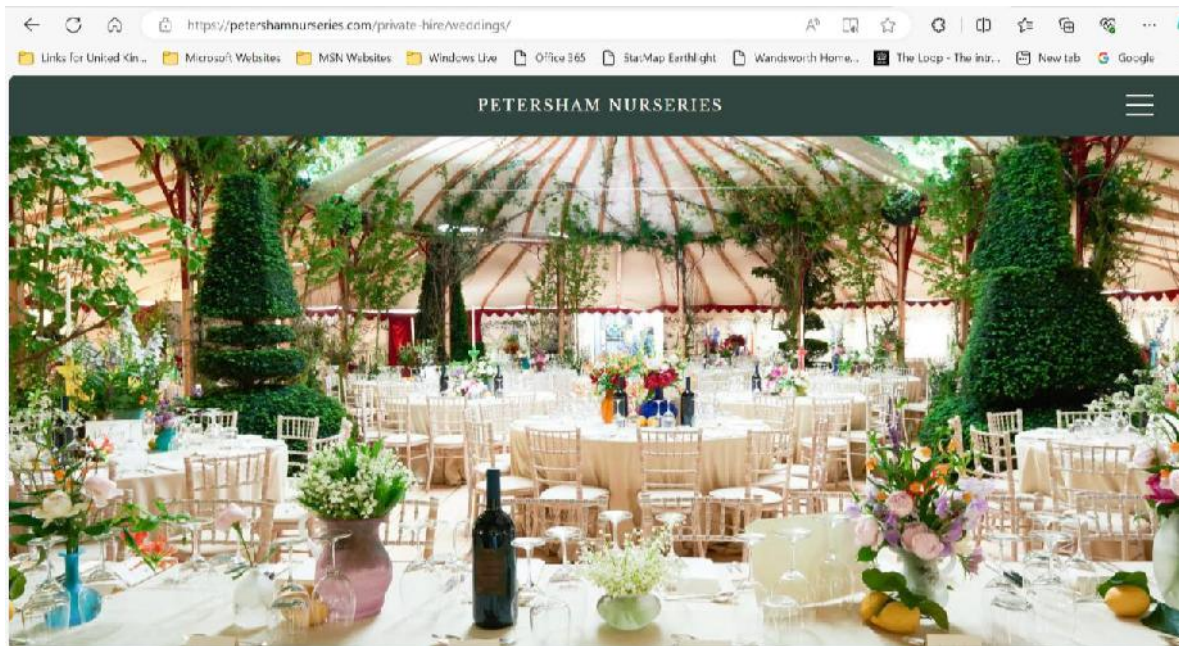 https://petershamnurseries.com/private-hire/weddings/
Links for United Kin... Microsoft Websites MSN Websites Windows Live Office 365 StatMap Earthlight Wandsworth Home... The Loop - The intr... New tab Google
PETERSHAM NURSERIES